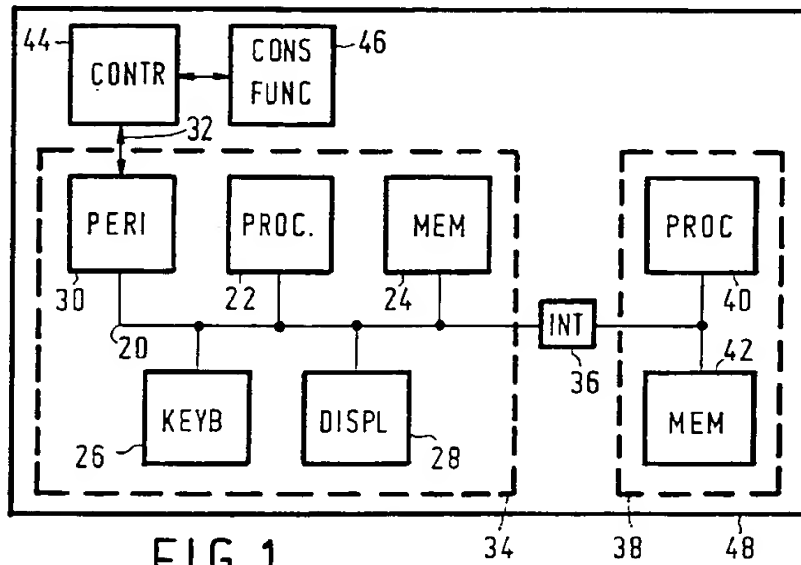 44
CONTR
CONS
FUNC
46
32
PERI
PROC.
MEM
PROC
30
22
24
40
20
INT
36
42
KEYB
DISPL
MEM
26
28
34
38
48
FIG.1